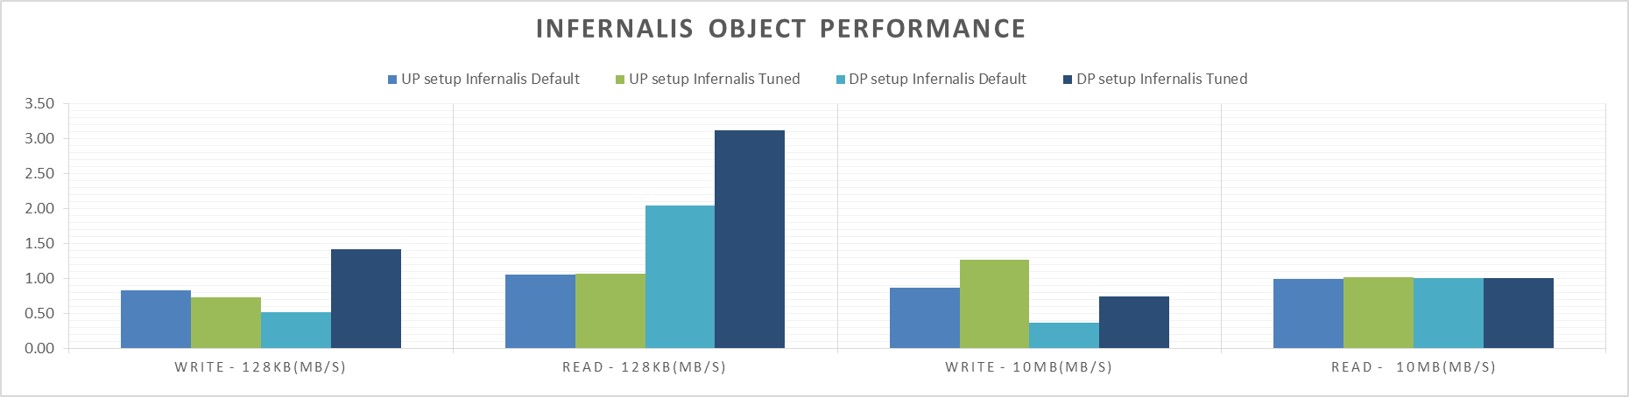 INFERNALIS OBJECT PERFORMANCE
UP setup Infernalis Default UP setup Infernalis Tuned DP setup Infernalis Default DP setup Infernalis Tuned
3.50
3.00
2.50
2.00
1.50
1.00
0.50
0.00
WRITE - 128KB(MB/S) READ - 128KB(MB/S) WRITE - 10MB(MB/S) READ - 10MB(MB/S)